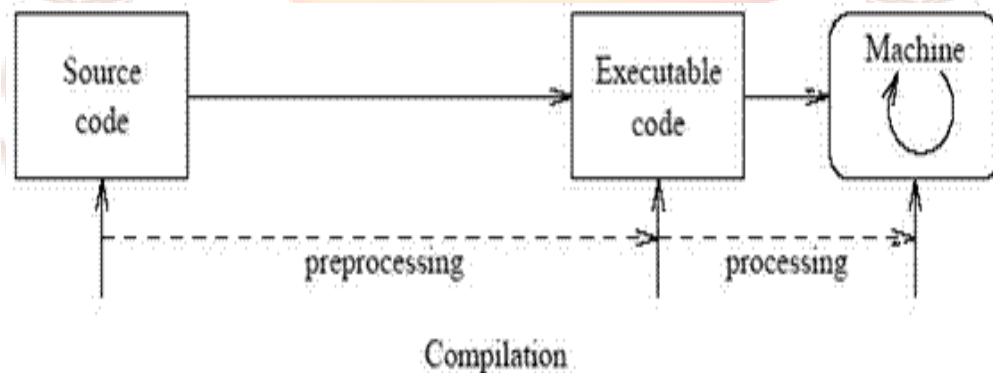 Source
code
Executable
code
Machine
preprocessing
processing
Compilation